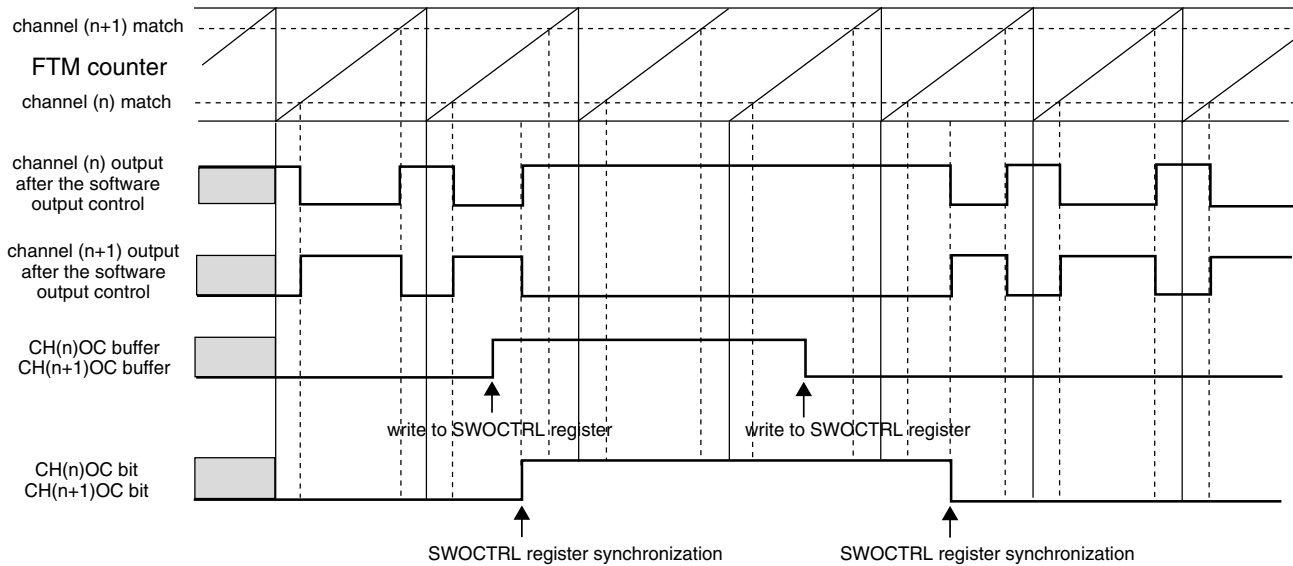 channel (n+1) match
FTM counter
channel (n) match
channel (n) output
after the software
output control
channel (n+1) output
after the software
output control
CH(n)OC buffer
CH(n+1)OC buffer
write to SWOCTRL register
write to SWOCTRL register
CH(n)OC bit
CH(n+1)OC bit
SWOCTRL register synchronization
SWOCTRL register synchronization